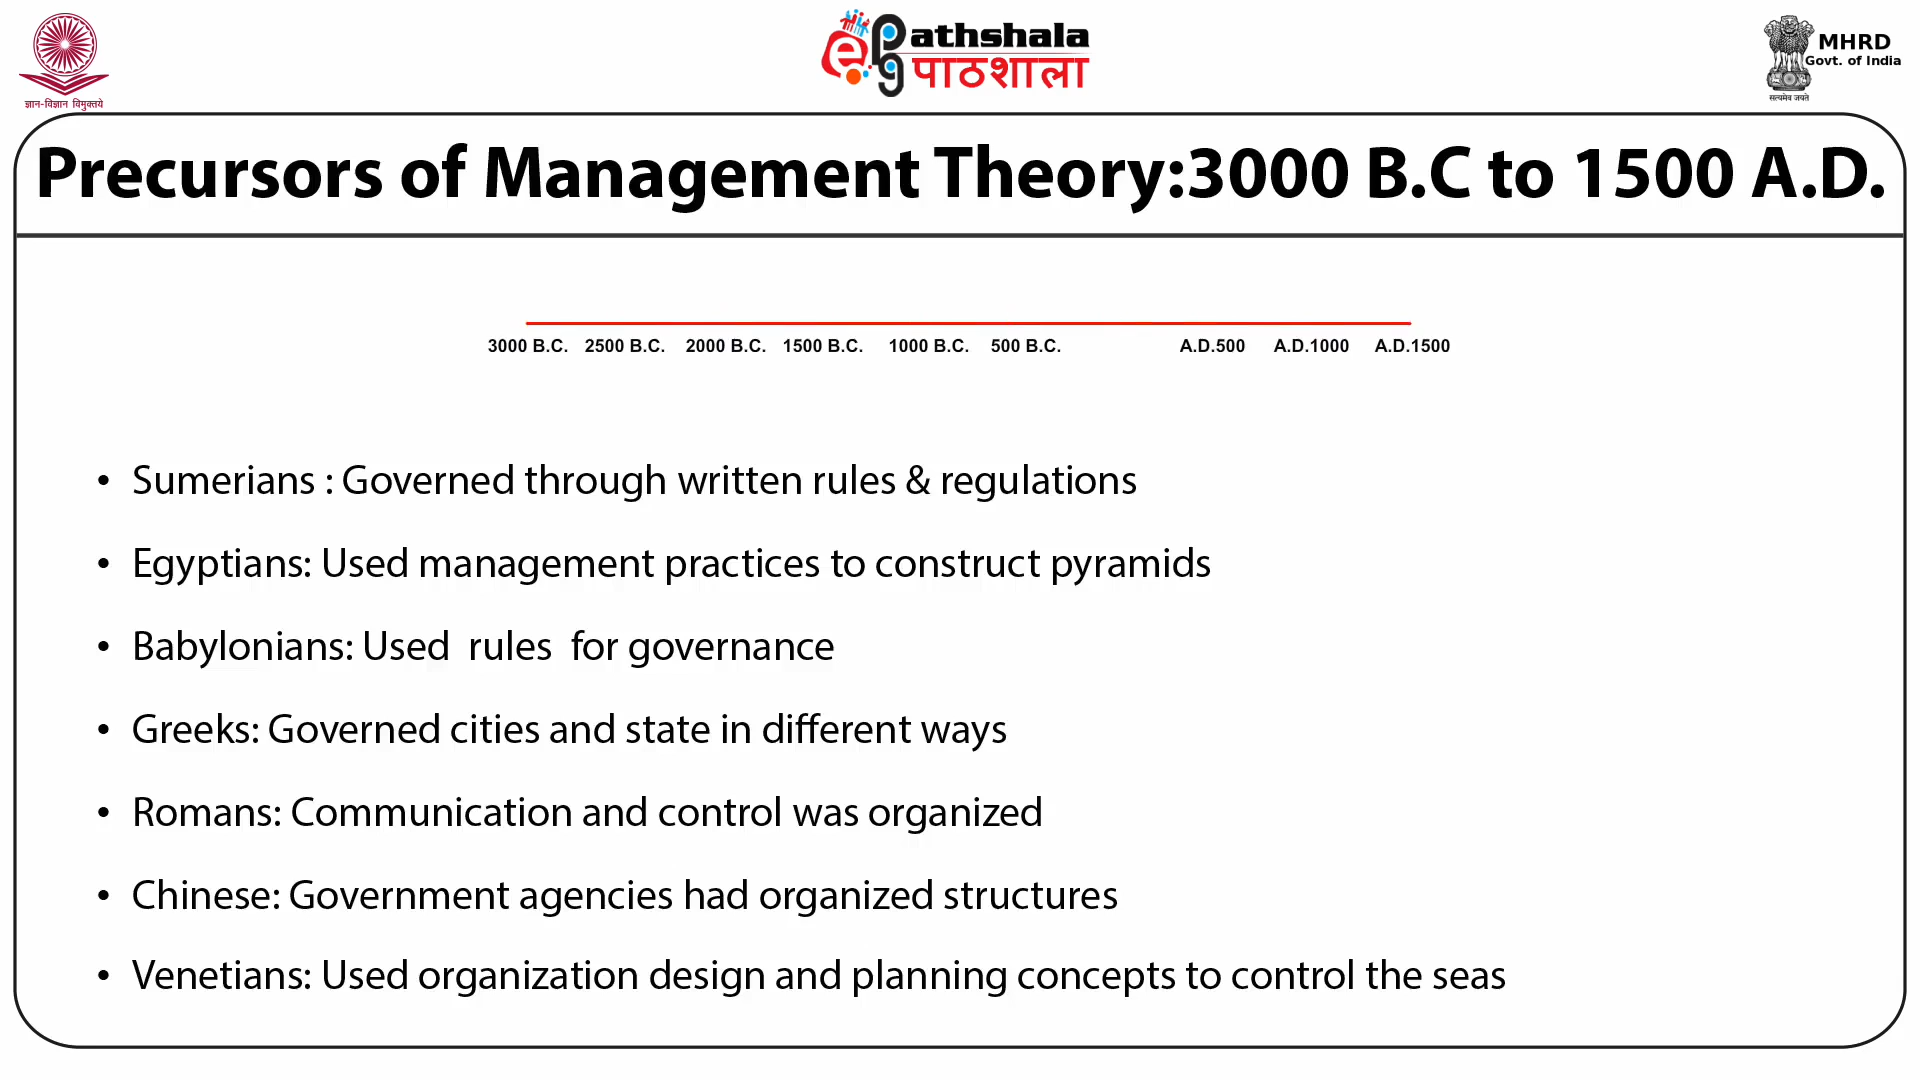 ज्ञान-विज्ञान विमुक्तये
ePathshala
पाठशाला
MHRD
Govt. of India
सत्यमेव जयते
Precursors of Management Theory:3000 B.C to 1500 A.D.
3000 B.C. 2500 B.C. 2000 B.C. 1500 B.C. 1000 B.C. 500 B.C. A.D.500 A.D.1000 A.D.1500
• Sumerians : Governed through written rules & regulations
• Egyptians: Used management practices to construct pyramids
• Babylonians: Used rules for governance
• Greeks: Governed cities and state in different ways
• Romans: Communication and control was organized
• Chinese: Government agencies had organized structures
• Venetians: Used organization design and planning concepts to control the seas